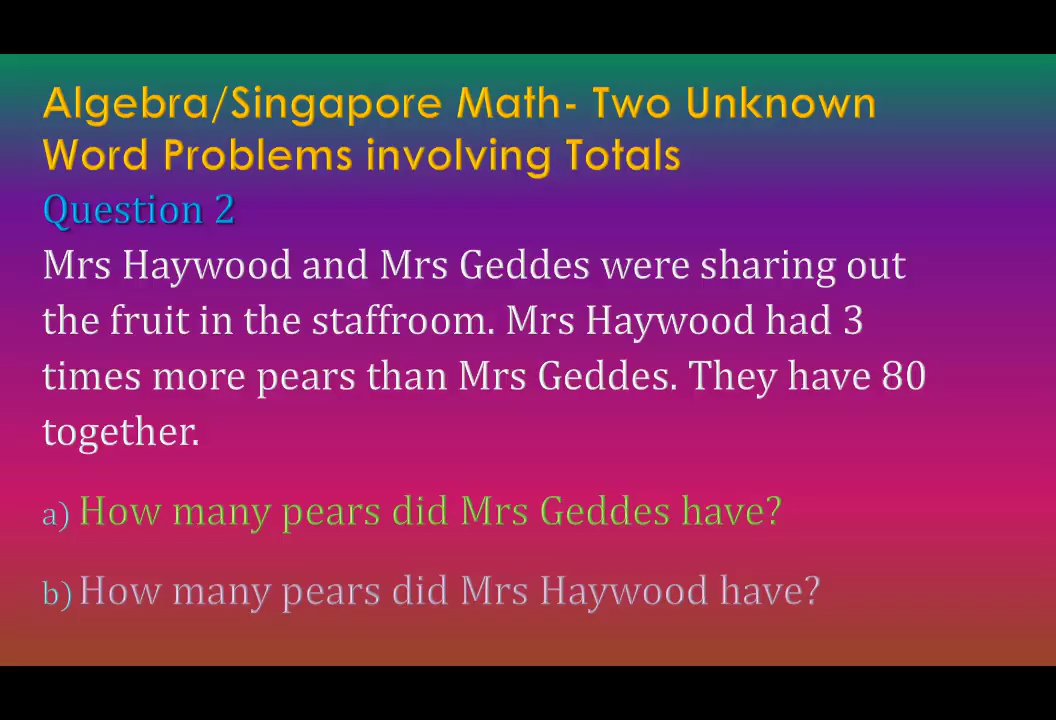 Algebra/Singapore Math- Two Unknown
Word Problems involving Totals
Question 2
Mrs Haywood and Mrs Geddes were sharing out
the fruit in the staffroom. Mrs Haywood had 3
times more pears than Mrs Geddes. They have 80
together.
a) How many pears did Mrs Geddes have?
b) How many pears did Mrs Haywood have?